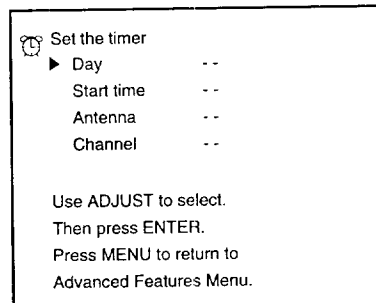 Set the timer
▶ Day - -
Start time - -
Antenna - -
Channel - -
Use ADJUST to select.
Then press ENTER.
Press MENU to return to
Advanced Features Menu.